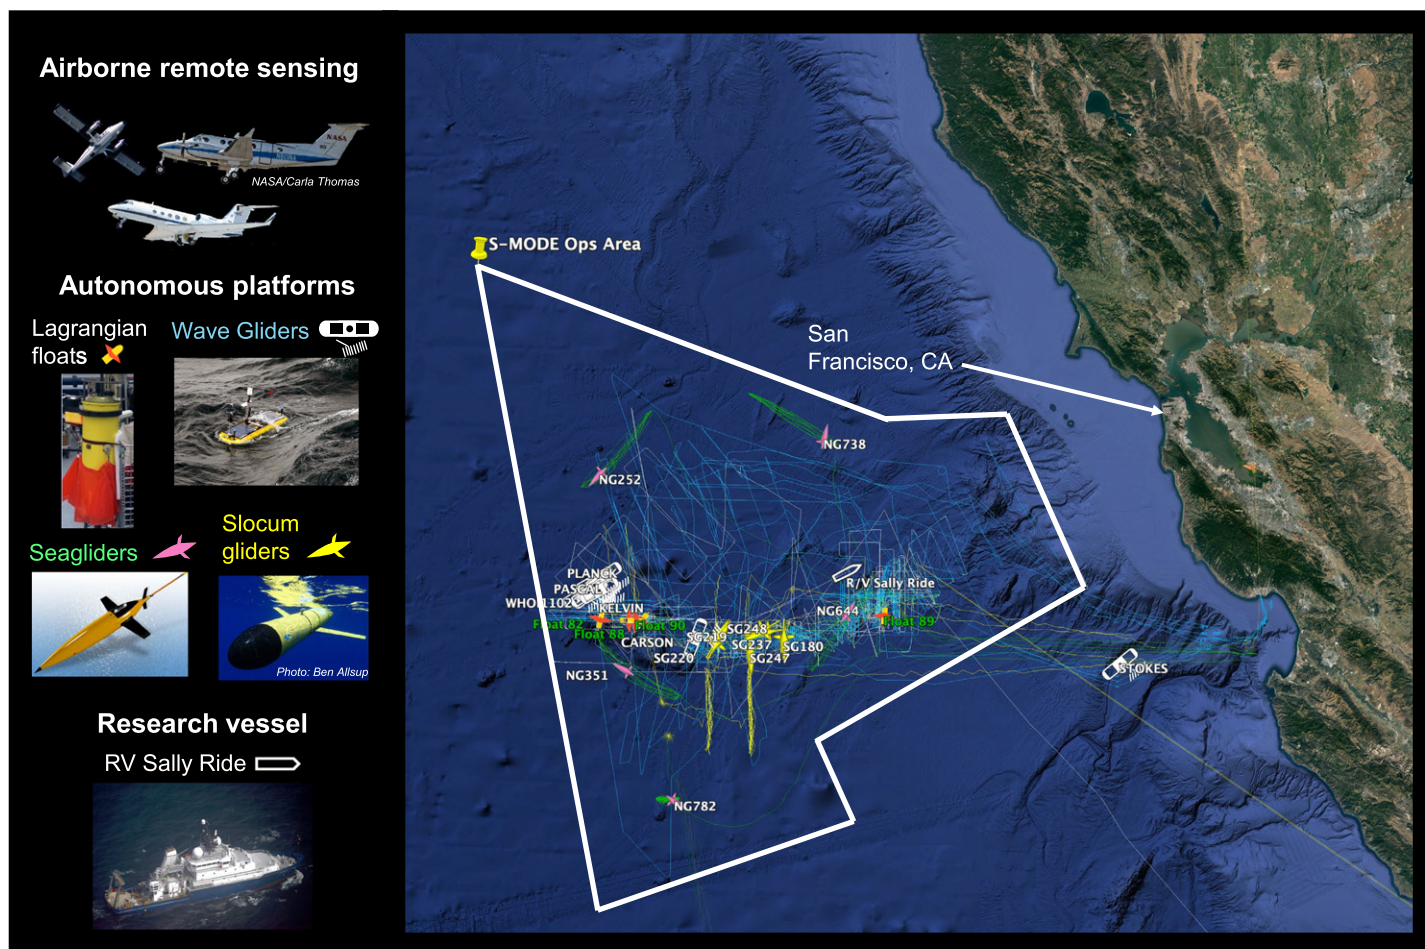 Airborne remote sensing
NASA
NASA/Carla Thomas
Autonomous platforms
Lagrangian
floats
Wave Gliders
Seagliders
Slocum
gliders
Photo: Ben Allsup
Research vessel
RV Sally Ride
S-MODE Ops Area
San
Francisco, CA
NG738
NG252
PLANCK
PASCAL
WHOI1102
KELVIN
Float 82
Float 88
Float 90
R/V Sally Ride
NG644
Float 89
CARSON
SG219
SG248
SG237
SG180
SG220
SG247
NG351
STOKES
NG782